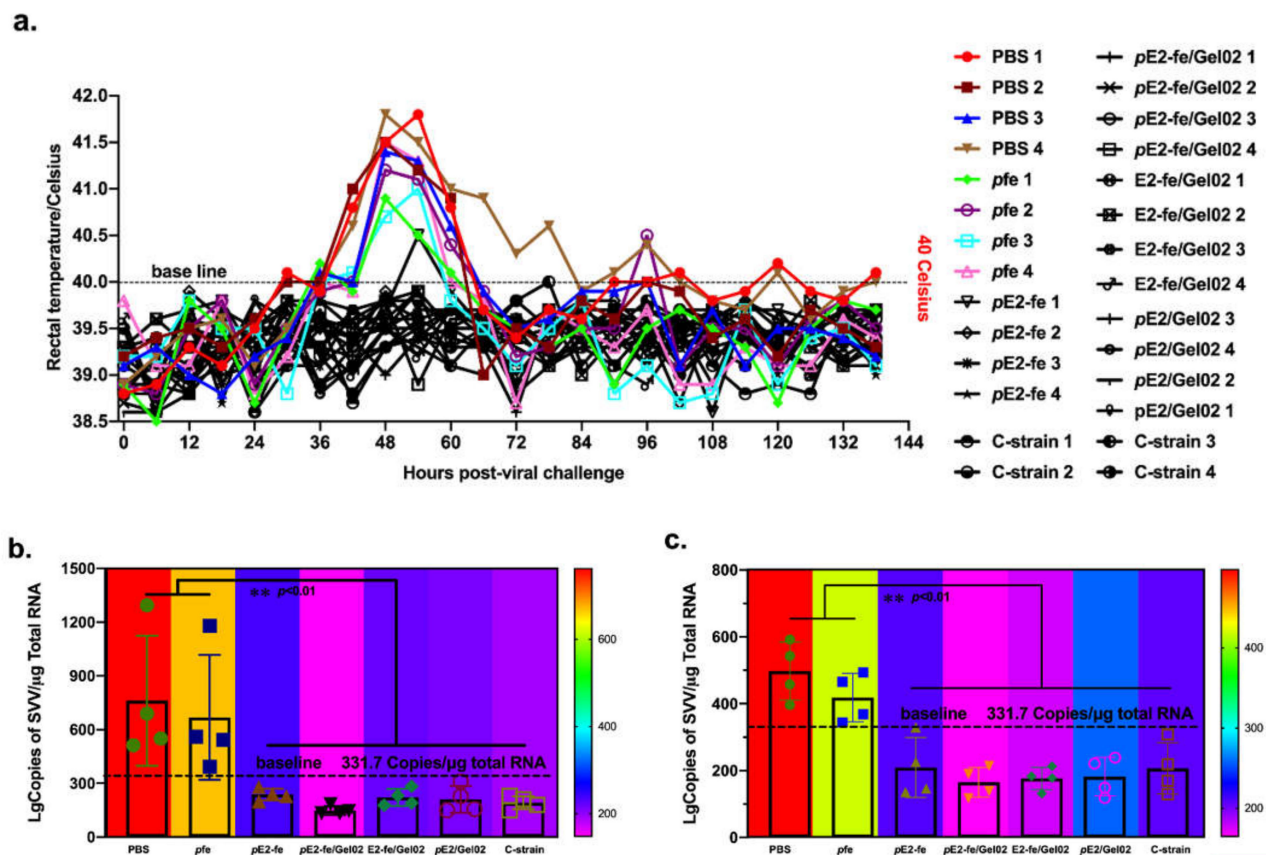 a.
42.0
41.5
41.0
40.5
40.0
39.5
39.0
38.5
Rectal temperature/Celsius
base line
40 Celsius
0 12 24 36 48 60 72 84 96 108 120 132 144
Hours post-viral challenge
PBS 1
PBS 2
PBS 3
PBS 4
pfe 1
pfe 2
pfe 3
pfe 4
pE2-fe 1
pE2-fe 2
pE2-fe 3
pE2-fe 4
C-strain 1
C-strain 2
pE2-fe/Gel02 1
pE2-fe/Gel02 2
pE2-fe/Gel02 3
pE2-fe/Gel02 4
E2-fe/Gel02 1
E2-fe/Gel02 2
E2-fe/Gel02 3
E2-fe/Gel02 4
pE2/Gel02 3
pE2/Gel02 4
pE2/Gel02 2
pE2/Gel02 1
C-strain 3
C-strain 4
b.
LgCopies of SVV/μg Total RNA
1500
1200
900
600
300
0
** p<0.01
baseline 331.7 Copies/μg total RNA
PBS pfe pE2-fe pE2-fe/Gel02 E2-fe/Gel02 pE2/Gel02 C-strain
600
400
200
c.
LgCopies of SVV/μg Total RNA
800
600
400
200
0
** p<0.01
baseline 331.7 Copies/μg total RNA
PBS pfe pE2-fe pE2-fe/Gel02 E2-fe/Gel02 pE2/Gel02 C-strain
400
300
200